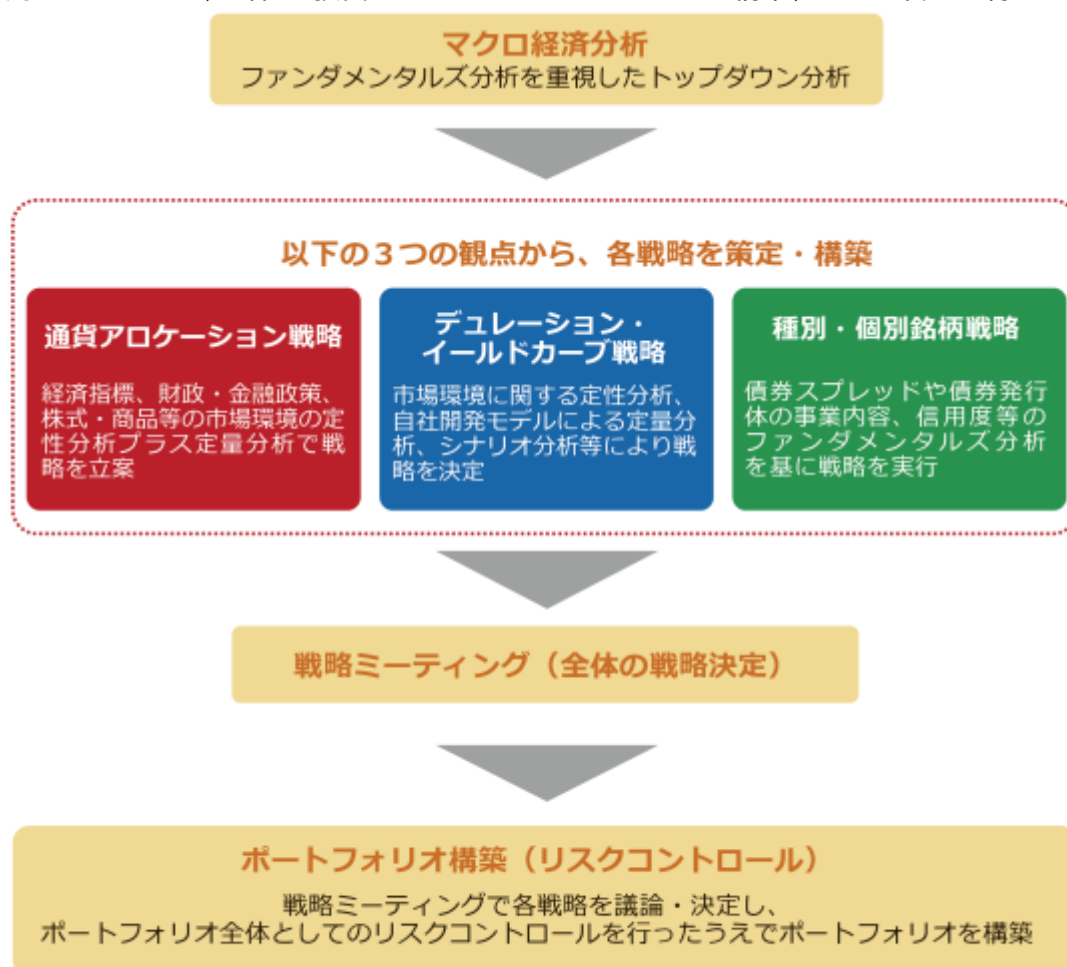 マクロ経済分析
ファンダメンタルズ分析を重視したトップダウン分析
以下の３つの観点から、各戦略を策定・構築
通貨アロケーション戦略
経済指標、財政・金融政策、
株式・商品等の市場環境の定
性分析プラス定量分析で戦
略を立案
デュレーション・
イールドカーブ戦略
市場環境に関する定性分析、
自社開発モデルによる定量分
析、シナリオ分析等により戦
略を決定
種別・個別銘柄戦略
債券スプレッドや債券発行
体の事業内容、信用度等の
ファンダメンタルズ分析
を基に戦略を実行
戦略ミーティング（全体の戦略決定）
ポートフォリオ構築（リスクコントロール）
戦略ミーティングで各戦略を議論・決定し、
ポートフォリオ全体としてのリスクコントロールを行ったうえでポートフォリオを構築